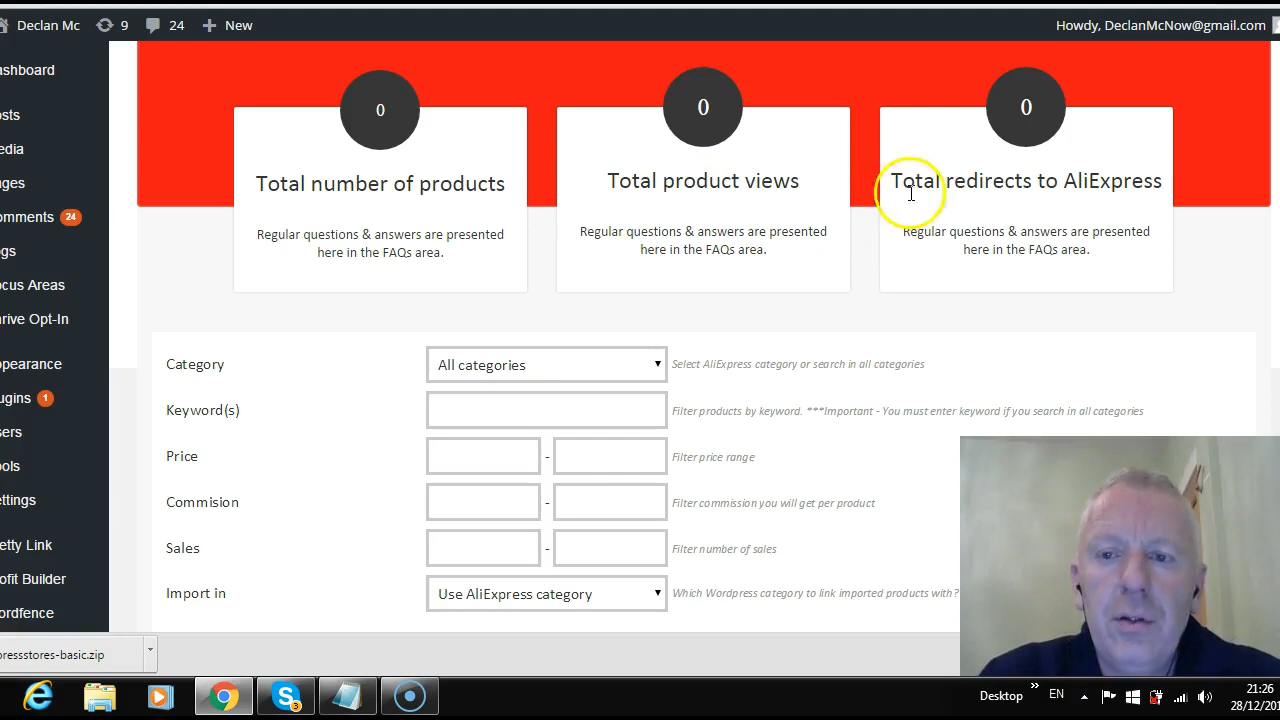 Declan Mc 9 24 New Howdy, DeclanMcNow@gmail.com
ashboard
osts
edia
ages
omments 24
ogs
ocus Areas
hrive Opt-In
ppearance
ugins 1
sers
ools
ettings
etty Link
ofit Builder
ordfence
0 0 0
Total number of products
Regular questions & answers are presented
here in the FAQs area.
Total product views
Regular questions & answers are presented
here in the FAQs area.
Total redirects to AliExpress
Regular questions & answers are presented
here in the FAQs area.
Category All categories Select AliExpress category or search in all categories
Keyword(s) Filter products by keyword. ***Important - You must enter keyword if you search in all categories
Price - Filter price range
Commision - Filter commission you will get per product
Sales - Filter number of sales
Import in Use AliExpress category Which Wordpress category to link imported products with?
ressstores-basic.zip
3
Desktop » EN 21:26
28/12/201